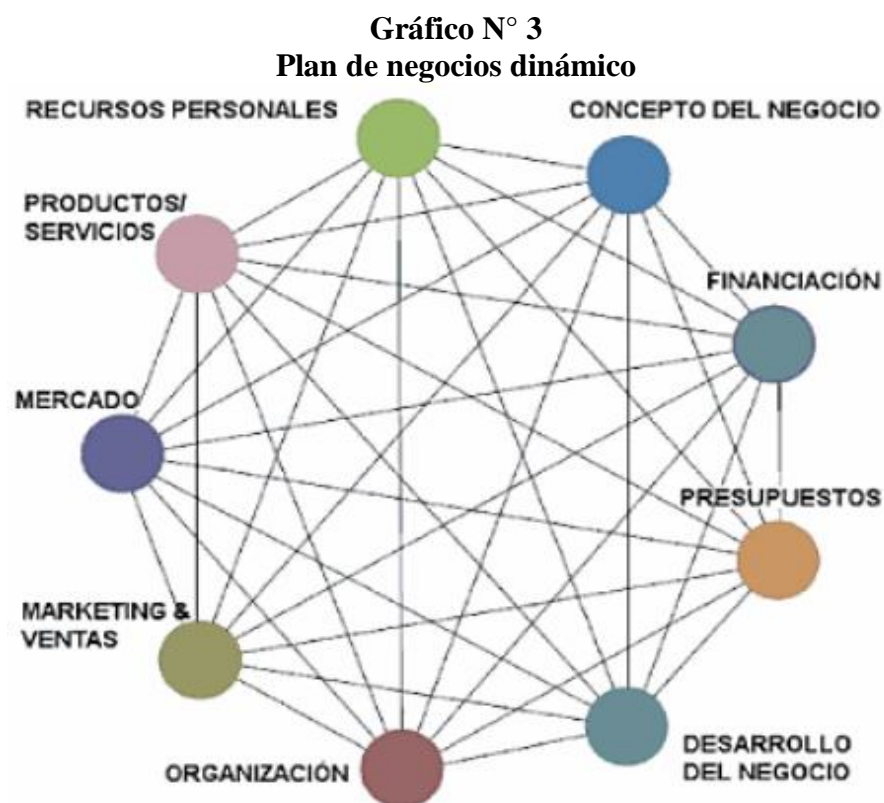 Gráfico N° 3
Plan de negocios dinámico
RECURSOS PERSONALES
CONCEPTO DEL NEGOCIO
PRODUCTOS/
SERVICIOS
FINANCIACIÓN
MERCADO
PRESUPUESTOS
MARKETING &
VENTAS
ORGANIZACIÓN
DESARROLLO
DEL NEGOCIO